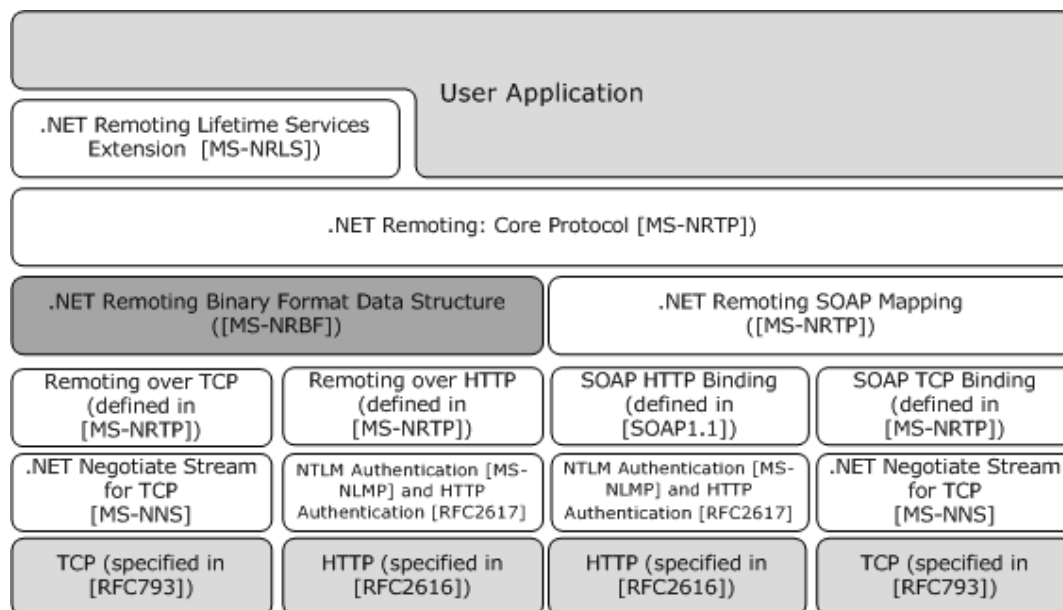 User Application
.NET Remoting Lifetime Services
Extension [MS-NRLS])
.NET Remoting: Core Protocol [MS-NRTP])
.NET Remoting Binary Format Data Structure
([MS-NRBF])
.NET Remoting SOAP Mapping
([MS-NRTP])
Remoting over TCP
(defined in
[MS-NRTP])
Remoting over HTTP
(defined in
[MS-NRTP])
SOAP HTTP Binding
(defined in
[SOAP1.1])
SOAP TCP Binding
(defined in
[MS-NRTP])
.NET Negotiate Stream
for TCP
[MS-NNS]
NTLM Authentication [MS-
NLMP] and HTTP
Authentication [RFC2617]
NTLM Authentication [MS-
NLMP] and HTTP
Authentication [RFC2617]
.NET Negotiate Stream
for TCP
[MS-NNS]
TCP (specified in
[RFC793])
HTTP (specified in
[RFC2616])
HTTP (specified in
[RFC2616])
TCP (specified in
[RFC793])